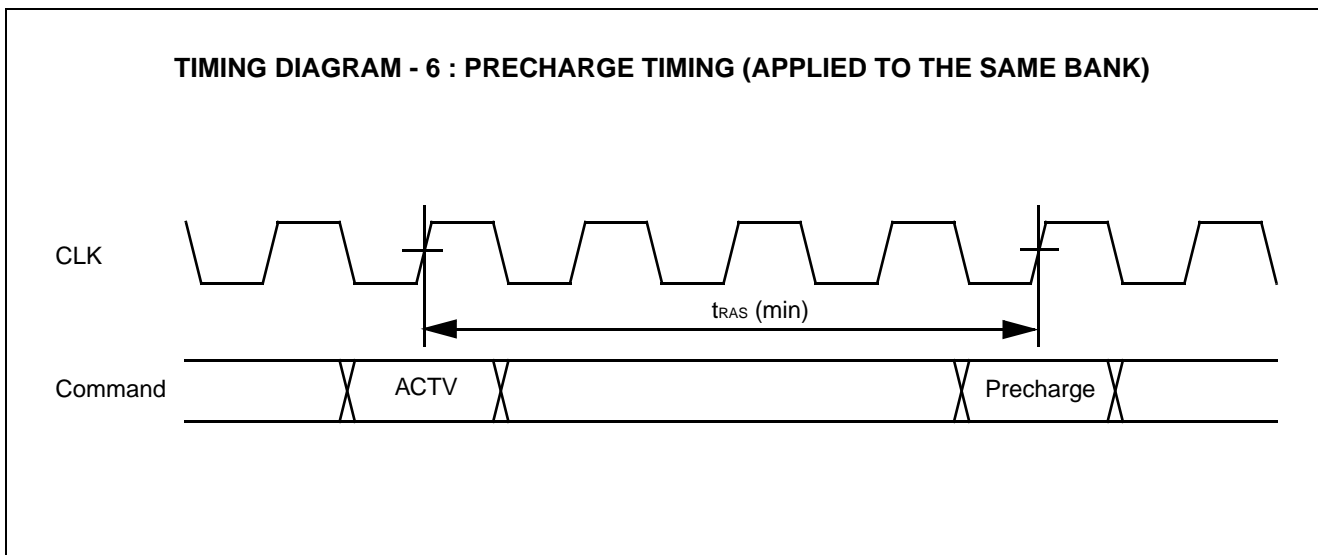 TIMING DIAGRAM - 6 : PRECHARGE TIMING (APPLIED TO THE SAME BANK)
CLK
tRAS (min)
Command
ACTV
Precharge